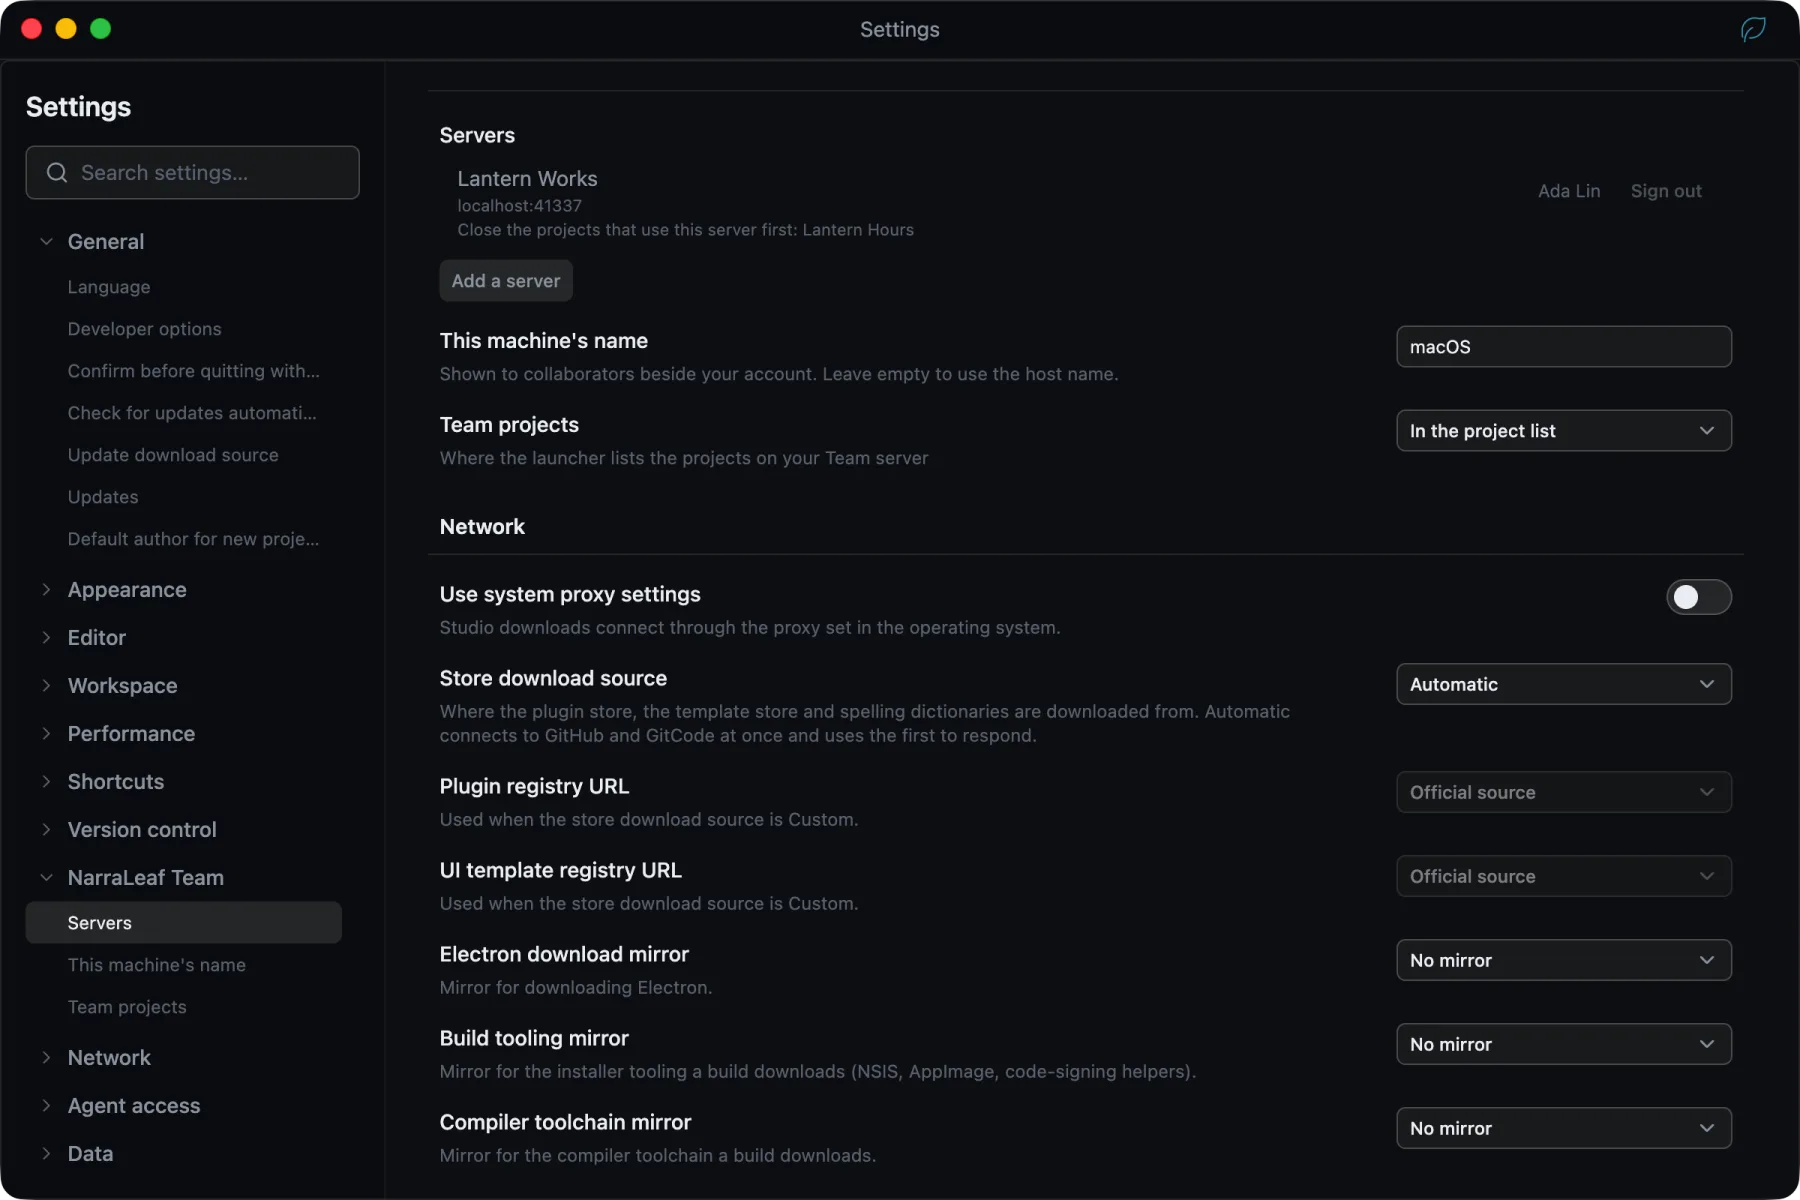 Settings
Settings
Search settings...
General
Language
Developer options
Confirm before quitting with...
Check for updates automati...
Update download source
Updates
Default author for new proje...
Appearance
Editor
Workspace
Performance
Shortcuts
Version control
NarraLeaf Team
Servers
This machine's name
Team projects
Network
Agent access
Data
Servers
Lantern Works
localhost:41337
Close the projects that use this server first: Lantern Hours
Ada Lin
Sign out
Add a server
This machine's name
Shown to collaborators beside your account. Leave empty to use the host name.
macOS
Team projects
Where the launcher lists the projects on your Team server
In the project list
Network
Use system proxy settings
Studio downloads connect through the proxy set in the operating system.
Store download source
Where the plugin store, the template store and spelling dictionaries are downloaded from. Automatic
connects to GitHub and GitCode at once and uses the first to respond.
Automatic
Plugin registry URL
Used when the store download source is Custom.
Official source
UI template registry URL
Used when the store download source is Custom.
Official source
Electron download mirror
Mirror for downloading Electron.
No mirror
Build tooling mirror
Mirror for the installer tooling a build downloads (NSIS, AppImage, code-signing helpers).
No mirror
Compiler toolchain mirror
Mirror for the compiler toolchain a build downloads.
No mirror